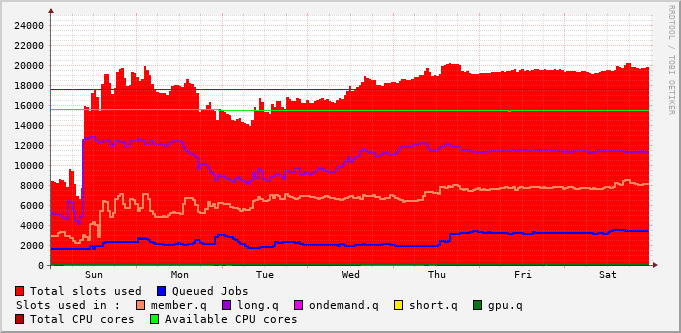 24000
22000
20000
18000
16000
14000
12000
10000
8000
6000
4000
2000
0
Sun Mon Tue Wed Thu Fri Sat
Total slots used Queued Jobs
Slots used in : member.q long.q ondemand.q short.q gpu.q
Total CPU cores Available CPU cores
RRDTOOL / TOBI OETIKER